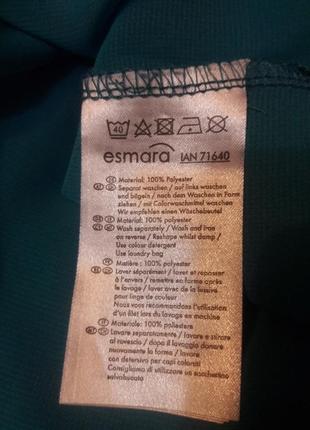 40
esmara IAN 71640
Material: 100% Polyester
Separat waschen / auf links waschen
und bügeln / nach dem Waschen in Form
ziehen / mit Colorwaschmittel waschen
Wir empfehlen einen Wäschebeutel
Material: 100% polyester
Wash separately / Wash and iron
on reverse / Reshape whilst damp /
Use colour detergent
Use laundry bag
Matière : 100% polyester
Laver séparément / laver et repasser
à l'envers / remettre en forme après
le lavage / laver avec de la lessive
pour linge de couleur
Nous vous recommandons l'utilisation
d'un filet lors du lavage en machine
Materiale: 100% poliestere
Lavare separatamente / lavare e stirare
al rovescio / dopo il lavaggio donare
nuovamente la forma / lavare
con detersivo per capi colorati
Consigliamo di utilizzare un sacchettino
salvabucato